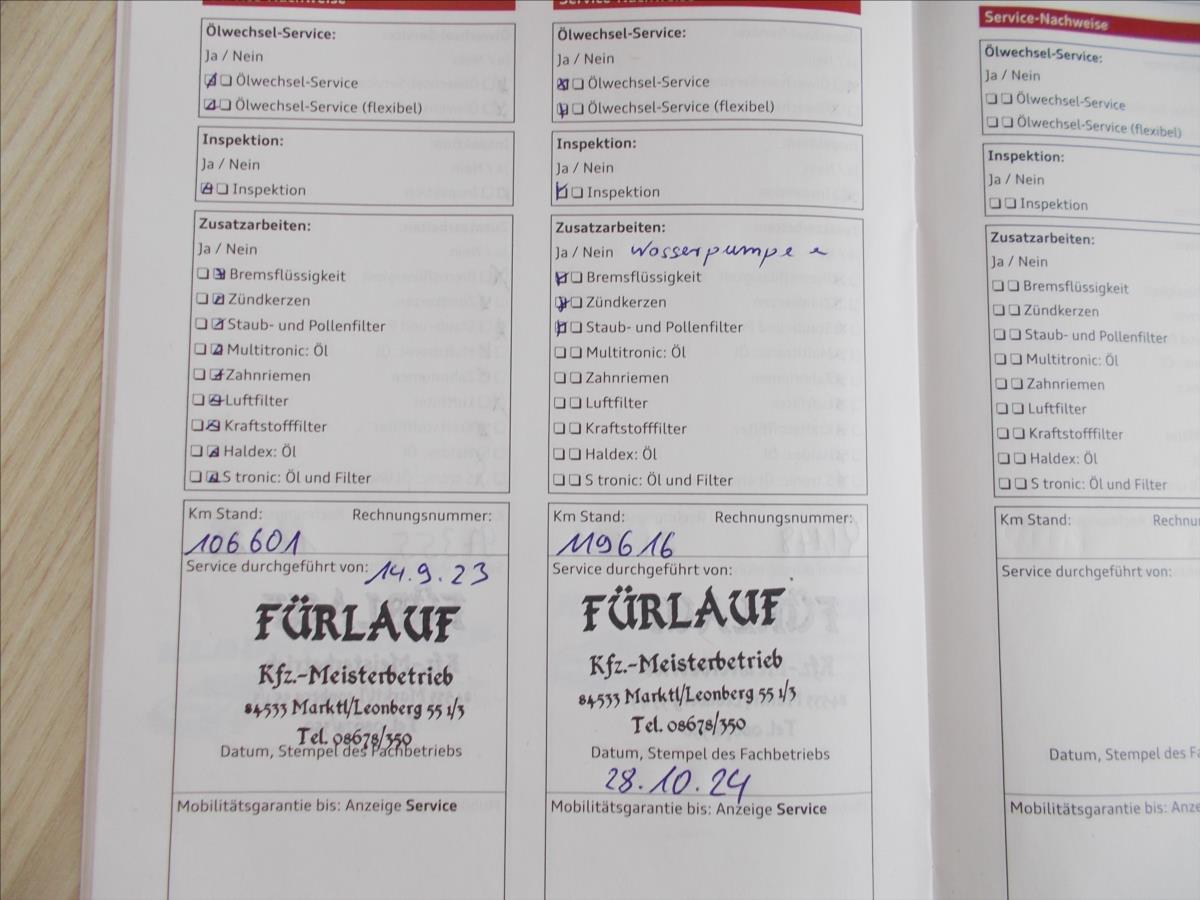 Service-Nachweise
Ölwechsel-Service:
Ja / Nein
Ölwechsel-Service
Ölwechsel-Service (flexibel)
Inspektion:
Ja / Nein
Inspektion
Zusatzarbeiten:
Ja / Nein
Bremsflüssigkeit
Zündkerzen
Staub- und Pollenfilter
Multitronic: Öl
Zahnriemen
Luftfilter
Kraftstofffilter
Haldex: Öl
S tronic: Öl und Filter
Km Stand: Rechnungsnummer:
106601
Service durchgeführt von: 14.9.23
FÜRLAUF
Kfz.-Meisterbetrieb
84533 Marktl/Leonberg 55 1/3
Tel. 08678/350
Datum, Stempel des Fachbetriebs
Mobilitätsgarantie bis: Anzeige Service
Service-Nachweise
Ölwechsel-Service:
Ja / Nein
Ölwechsel-Service
Ölwechsel-Service (flexibel)
Inspektion:
Ja / Nein
Inspektion
Zusatzarbeiten:
Ja / Nein Wasserpumpe
Bremsflüssigkeit
Zündkerzen
Staub- und Pollenfilter
Multitronic: Öl
Zahnriemen
Luftfilter
Kraftstofffilter
Haldex: Öl
S tronic: Öl und Filter
Km Stand: Rechnungsnummer:
119616
Service durchgeführt von:
FÜRLAUF
Kfz.-Meisterbetrieb
84533 Marktl/Leonberg 55 1/3
Tel. 08678/350
Datum, Stempel des Fachbetriebs
28.10.24
Mobilitätsgarantie bis: Anzeige Service
Service-Nachweise
Ölwechsel-Service:
Ja / Nein
Ölwechsel-Service
Ölwechsel-Service (flexibel)
Inspektion:
Ja / Nein
Inspektion
Zusatzarbeiten:
Ja / Nein
Bremsflüssigkeit
Zündkerzen
Staub- und Pollenfilter
Multitronic: Öl
Zahnriemen
Luftfilter
Kraftstofffilter
Haldex: Öl
S tronic: Öl und Filter
Km Stand: Rechnu
Service durchgeführt von:
Datum, Stempel des Fa
Mobilitätsgarantie bis: Anze